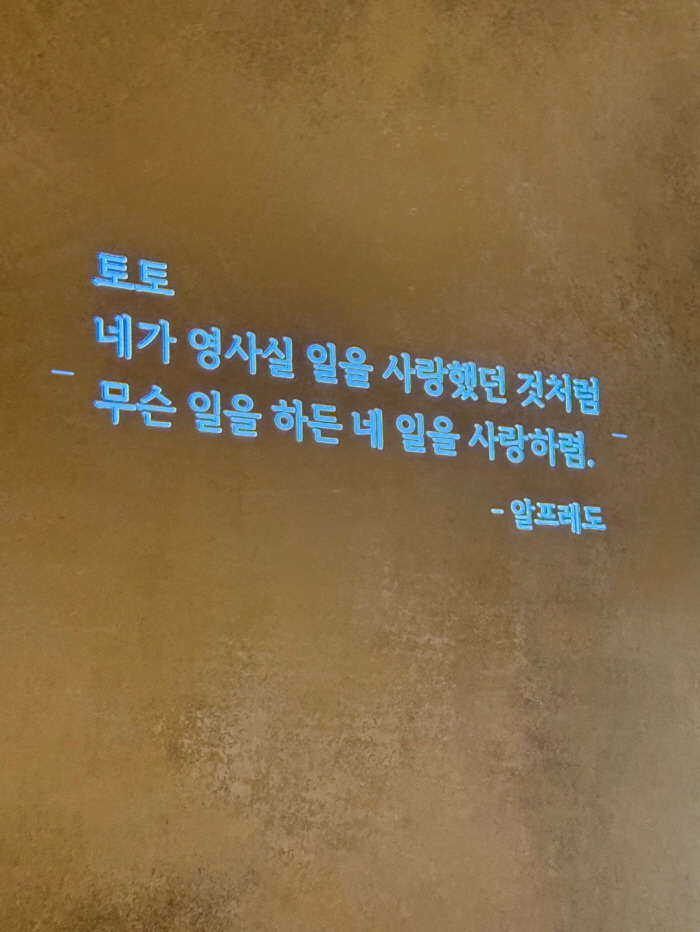 토토
네가 영사실 일을 사랑했던 것처럼
무슨 일을 하든 네 일을 사랑하렴.
- 알프레도